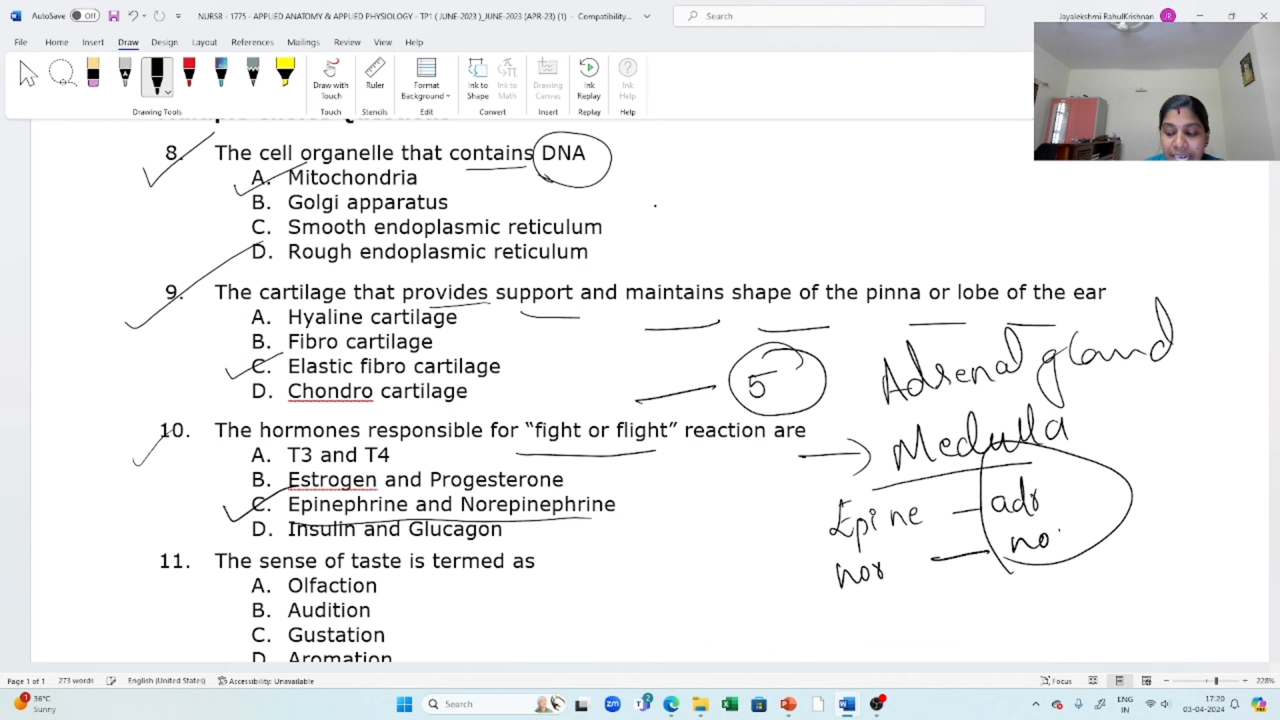 AutoSave Off NURS8 - 1775 - APPLIED ANATOMY & APPLIED PHYSIOLOGY - TP1 ( JUNE-2023 )_JUNE-2023 (APR-23) (1) - Compatibility... Search Jayalekshmi RahulKrishnan JR
File Home Insert Draw Design Layout References Mailings Review View Help
Draw with Touch Ruler Format Background Ink to Shape Ink to Math Drawing Canvas Ink Replay Ink Help
Drawing Tools Touch Stencils Edit Convert Insert Replay Help
8. The cell organelle that contains DNA
A. Mitochondria
B. Golgi apparatus
C. Smooth endoplasmic reticulum
D. Rough endoplasmic reticulum
9. The cartilage that provides support and maintains shape of the pinna or lobe of the ear
A. Hyaline cartilage
B. Fibro cartilage
C. Elastic fibro cartilage
D. Chondro cartilage
5
Adrenal gland
10. The hormones responsible for “fight or flight” reaction are
Medulla
A. T3 and T4
B. Estrogen and Progesterone
C. Epinephrine and Norepinephrine
D. Insulin and Glucagon
Epine — adr
nor — no
11. The sense of taste is termed as
A. Olfaction
B. Audition
C. Gustation
D. Aromation
Page 1 of 1 273 words English (United States) Accessibility: Unavailable Focus 228%
1 36°C Sunny Search ENG IN 17:20 03-04-2024